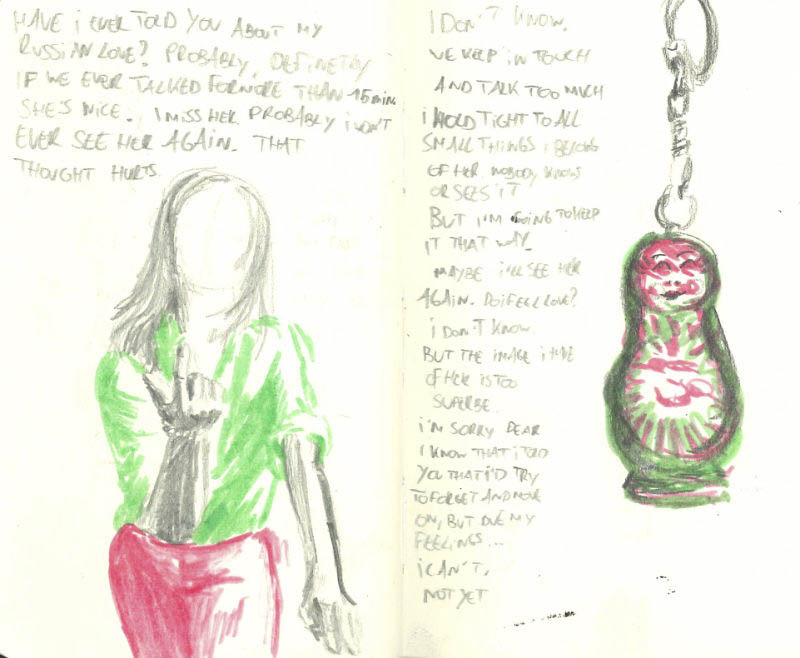 HAVE i EVER TOLD YOU ABOUT MY
RUSSIAN LOVE? PROBABLY, DEFINETLY
IF WE EVER TALKED FOR MORE THAN 15 min
SHE'S NICE. I MISS HER PROBABLY i WON'T
EVER SEE HER AGAIN. THAT
THOUGHT HURTS.
I DON'T KNOW.
WE KEEP iN TOUCH
AND TALK TOO MUCH
i HOLD TIGHT TO ALL
SMALL THINGS i
OF HER. NOBODY KNOWS
OR SEES iT
BUT i'M GOING TO KEEP
IT THAT WAY.
MAYBE i'LL SEE HER
AGAIN. DO i FEEL LOVE?
i DON'T KNOW.
BUT THE IMAGE i HAVE
OF HER IS TOO
SUPERBE.
i'M SORRY DEAR
I KNOW THAT i TOLD
YOU THAT i'D TRY
TO FORGET AND MOVE
ON, BUT DUE MY
FEELINGS...
i CAN'T,
NOT YET